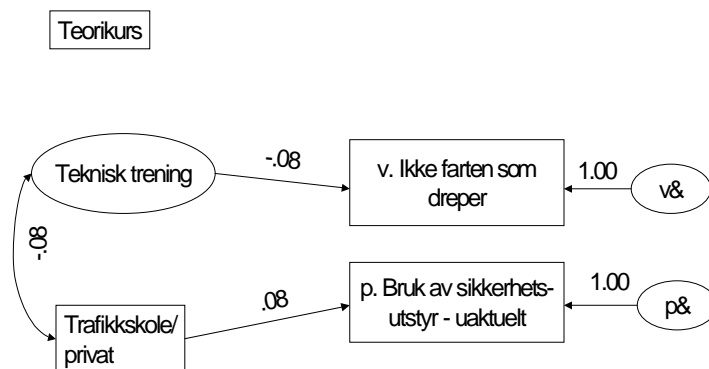 Teorikurs
Teknisk trening
-.08
v. Ikke farten som
dreper
1.00
v&
-.08
Trafikkskole/
privat
.08
p. Bruk av sikkerhets-
utstyr - uaktuelt
1.00
p&